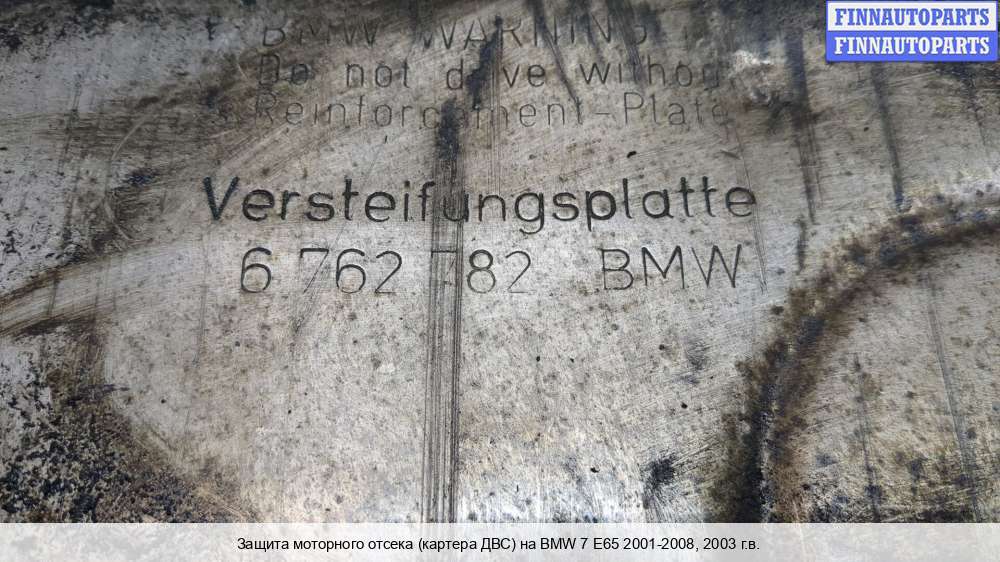 FINNAUTOPARTS
FINNAUTOPARTS
BMW WARNING
Do not drive without
Reinforcement-Plate
Versteifungsplatte
6 762 782 BMW
Защита моторного отсека (картера ДВС) на BMW 7 E65 2001-2008, 2003 г.в.